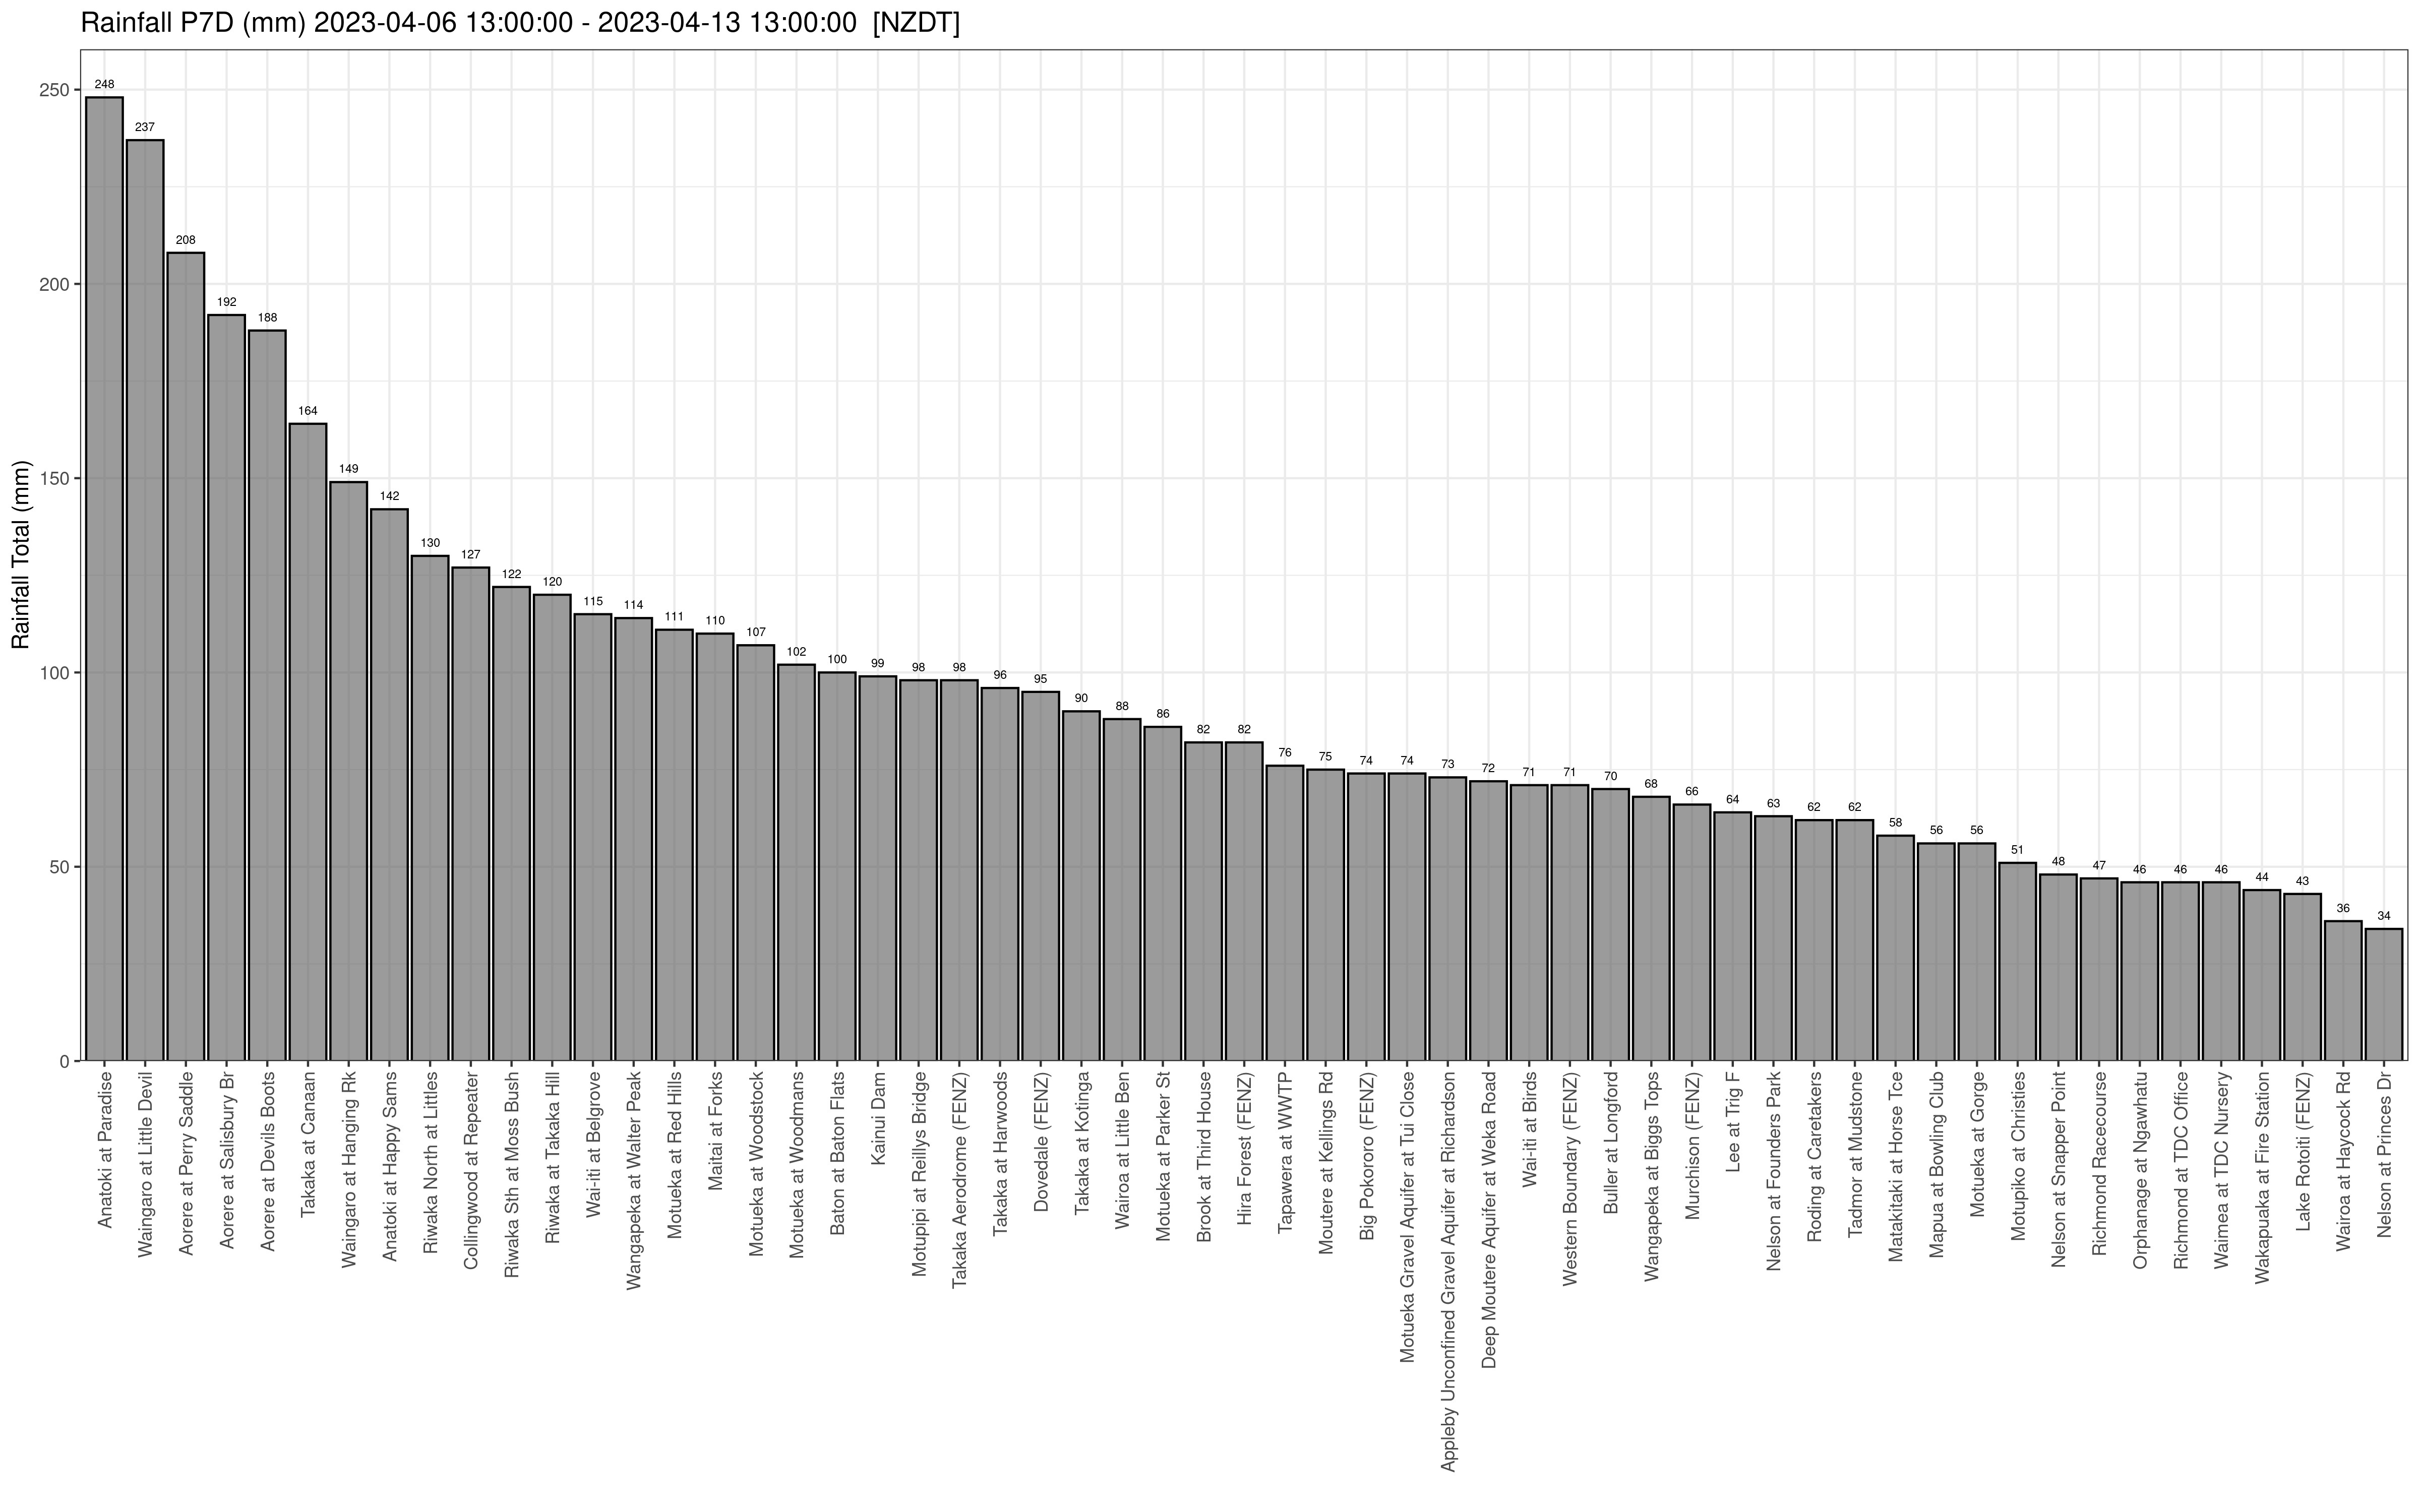 Rainfall P7D (mm) 2023-04-06 13:00:00 - 2023-04-13 13:00:00  [NZDT]
Rainfall Total (mm)
250
200
150
100
50
0
248
237
208
192
188
164
149
142
130
127
122
120
115
114
111
110
107
102
100
99
98
98
96
95
90
88
86
82
82
76
75
74
74
73
72
71
71
70
68
66
64
63
62
62
58
56
56
51
48
47
46
46
46
44
43
36
34
Anatoki at Paradise
Waingaro at Little Devil
Aorere at Perry Saddle
Aorere at Salisbury Br
Aorere at Devils Boots
Takaka at Canaan
Waingaro at Hanging Rk
Anatoki at Happy Sams
Riwaka North at Littles
Collingwood at Repeater
Riwaka Sth at Moss Bush
Riwaka at Takaka Hill
Wai-iti at Belgrove
Wangapeka at Walter Peak
Motueka at Red Hills
Maitai at Forks
Motueka at Woodstock
Motueka at Woodmans
Baton at Baton Flats
Kainui Dam
Motupipi at Reillys Bridge
Takaka Aerodrome (FENZ)
Takaka at Harwoods
Dovedale (FENZ)
Takaka at Kotinga
Wairoa at Little Ben
Motueka at Parker St
Brook at Third House
Hira Forest (FENZ)
Tapawera at WWTP
Moutere at Kellings Rd
Big Pokororo (FENZ)
Motueka Gravel Aquifer at Tui Close
Appleby Unconfined Gravel Aquifer at Richardson
Deep Moutere Aquifer at Weka Road
Wai-iti at Birds
Western Boundary (FENZ)
Buller at Longford
Wangapeka at Biggs Tops
Murchison (FENZ)
Lee at Trig F
Nelson at Founders Park
Roding at Caretakers
Tadmor at Mudstone
Matakitaki at Horse Tce
Mapua at Bowling Club
Motueka at Gorge
Motupiko at Christies
Nelson at Snapper Point
Richmond Racecourse
Orphanage at Ngawhatu
Richmond at TDC Office
Waimea at TDC Nursery
Wakapuaka at Fire Station
Lake Rotoiti (FENZ)
Wairoa at Haycock Rd
Nelson at Princes Dr